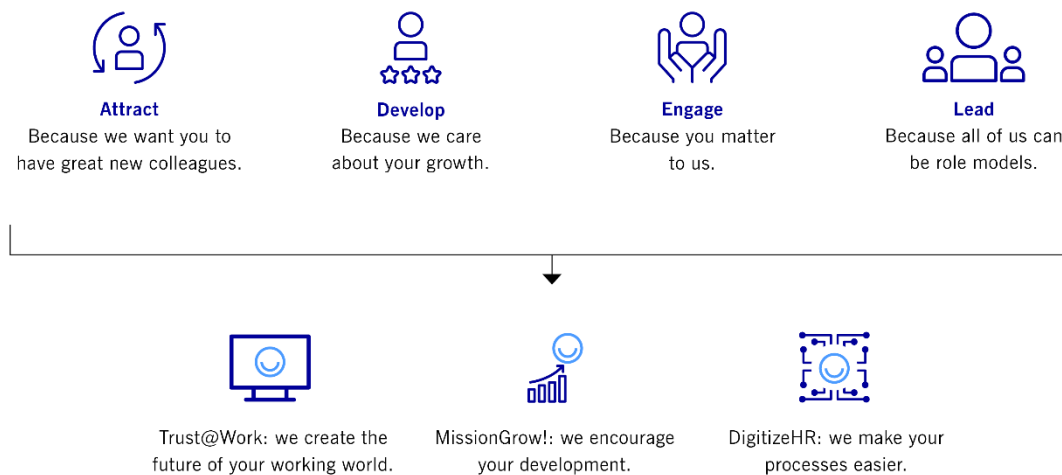 Attract
Because we want you to
have great new colleagues.
Develop
Because we care
about your growth.
Engage
Because you matter
to us.
Lead
Because all of us can
be role models.
Trust@Work: we create the
future of your working world.
MissionGrow!: we encourage
your development.
DigitizeHR: we make your
processes easier.